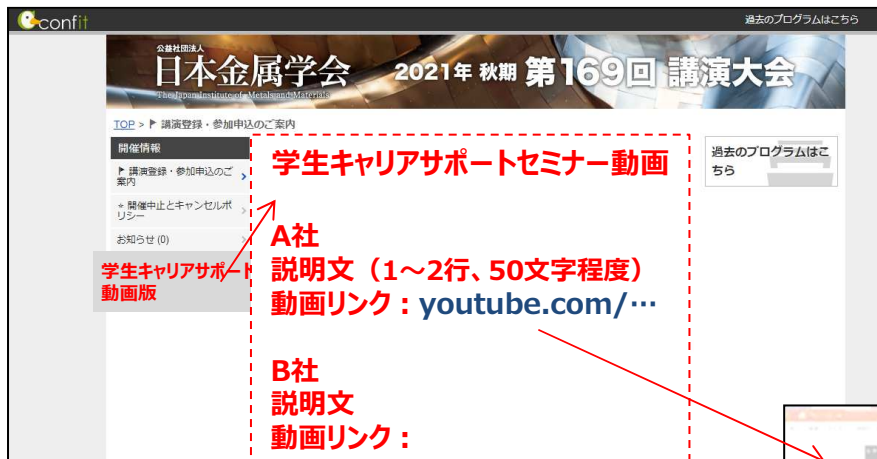 confit
過去のプログラムはこちら
公益社団法人
日本金属学会
The Japan Institute of Metals and Materials
2021年 秋期 第169回 講演大会
TOP > 講演登録・参加申込のご案内
開催情報
講演登録・参加申込のご
案内
開催中止とキャンセルポ
リシー
お知らせ (0)
学生キャリアサポート
動画版
学生キャリアサポートセミナー動画
A社
説明文（1～2行、50文字程度）
動画リンク：youtube.com/…
B社
説明文
動画リンク：
過去のプログラムはこ
ちら